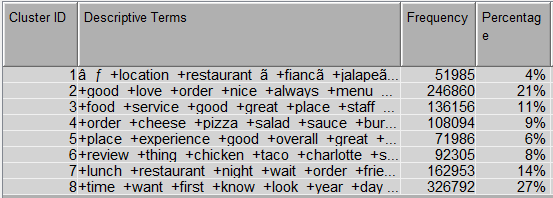 Cluster ID Descriptive Terms Frequency Percentag
e
1 â ƒ +location +restaurant ã +fiancã +jalapeã... 51985 4%
2 +good +love +order +nice +always +menu ... 246860 21%
3 +food +service +good +great +place +staff ... 136156 11%
4 +order +cheese +pizza +salad +sauce +bur... 108094 9%
5 +place +experience +good +overall +great +... 71986 6%
6 +review +thing +chicken +taco +charlotte +s... 92305 8%
7 +lunch +restaurant +night +wait +order +frie... 162953 14%
8 +time +want +first +know +look +year +day ... 326792 27%